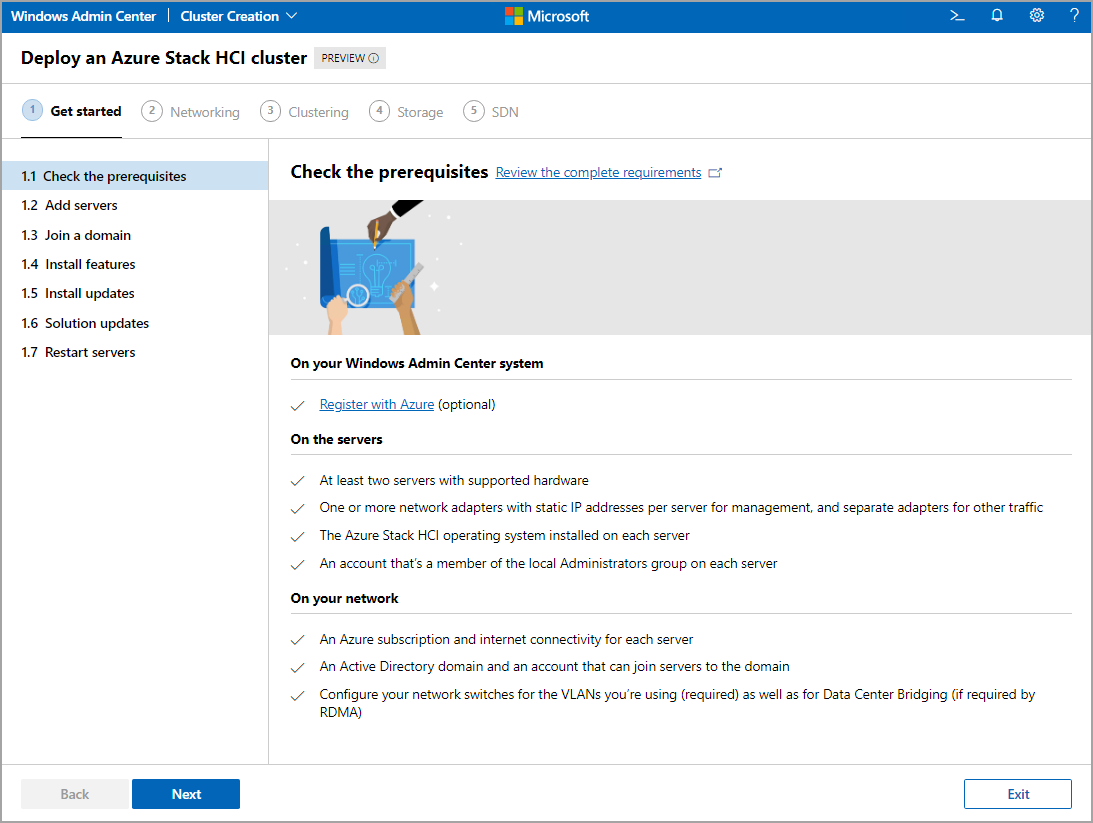 Windows Admin Center | Cluster Creation Microsoft >_ ?
Deploy an Azure Stack HCI cluster PREVIEW
1 Get started 2 Networking 3 Clustering 4 Storage 5 SDN
1.1 Check the prerequisites
1.2 Add servers
1.3 Join a domain
1.4 Install features
1.5 Install updates
1.6 Solution updates
1.7 Restart servers
Check the prerequisites Review the complete requirements
On your Windows Admin Center system
Register with Azure (optional)
On the servers
At least two servers with supported hardware
One or more network adapters with static IP addresses per server for management, and separate adapters for other traffic
The Azure Stack HCI operating system installed on each server
An account that's a member of the local Administrators group on each server
On your network
An Azure subscription and internet connectivity for each server
An Active Directory domain and an account that can join servers to the domain
Configure your network switches for the VLANs you're using (required) as well as for Data Center Bridging (if required by
RDMA)
Back Next Exit